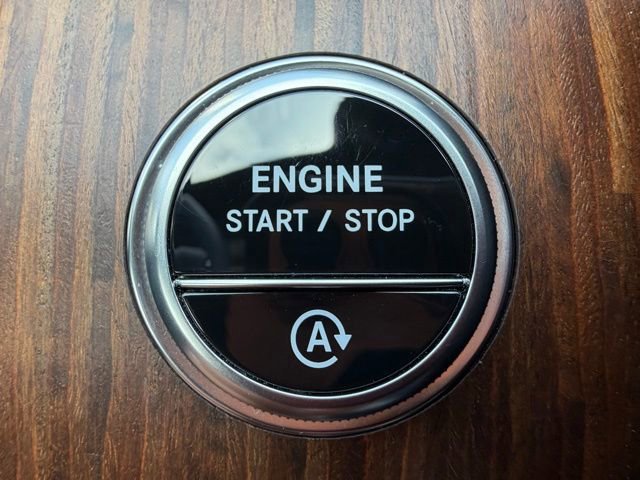 ENGINE
START / STOP
A